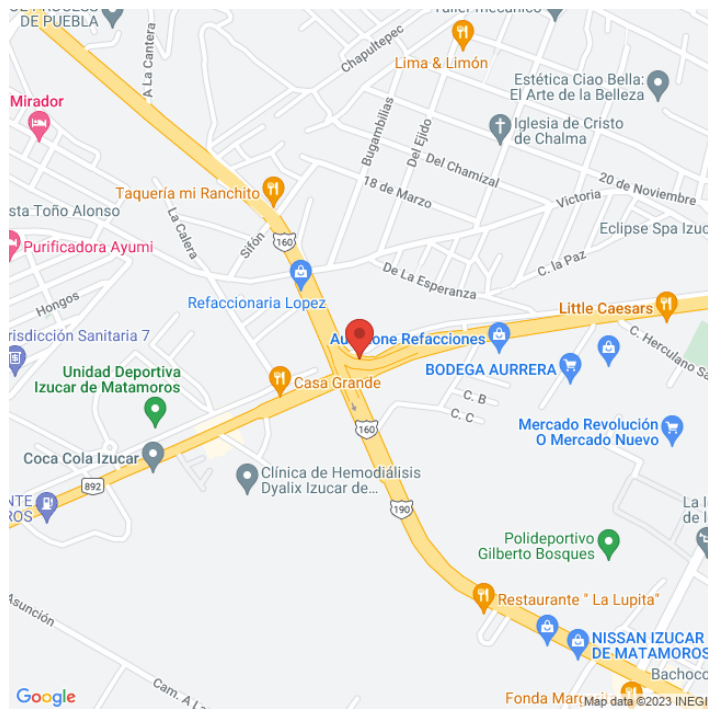 DE PUEBLA
A La Cantera
Chapultepec
Taller mecánico
Lima & Limón
Estética Ciao Bella:
El Arte de la Belleza
Mirador
Iglesia de Cristo
de Chalma
Bugambilias
Del Ejido
Del Chamizal
Taquería mi Ranchito
18 de Marzo
20 de Noviembre
Victoria
sta Toño Alonso
La Calera
Sifón
160
Eclipse Spa Izuc
Purificadora Ayumi
De La Esperanza
C. la Paz
Hongos
Refaccionaria Lopez
Little Caesars
risdicción Sanitaria 7
Refacciones
C. Herculano Sa
BODEGA AURRERA
Unidad Deportiva
Izucar de Matamoros
Casa Grande
C. B
C. C
160
Mercado Revolución
O Mercado Nuevo
Coca Cola Izucar
892
Clínica de Hemodiálisis
Dyalix Izucar de...
NTE
ROS
190
La I
de l
Polideportivo
Gilberto Bosques
Restaurante " La Lupita"
Asunción
NISSAN IZUCAR
DE MATAMOROS
Bachoco
Cam. A La
Fonda Marg
Google
Map data ©2023 INEGI